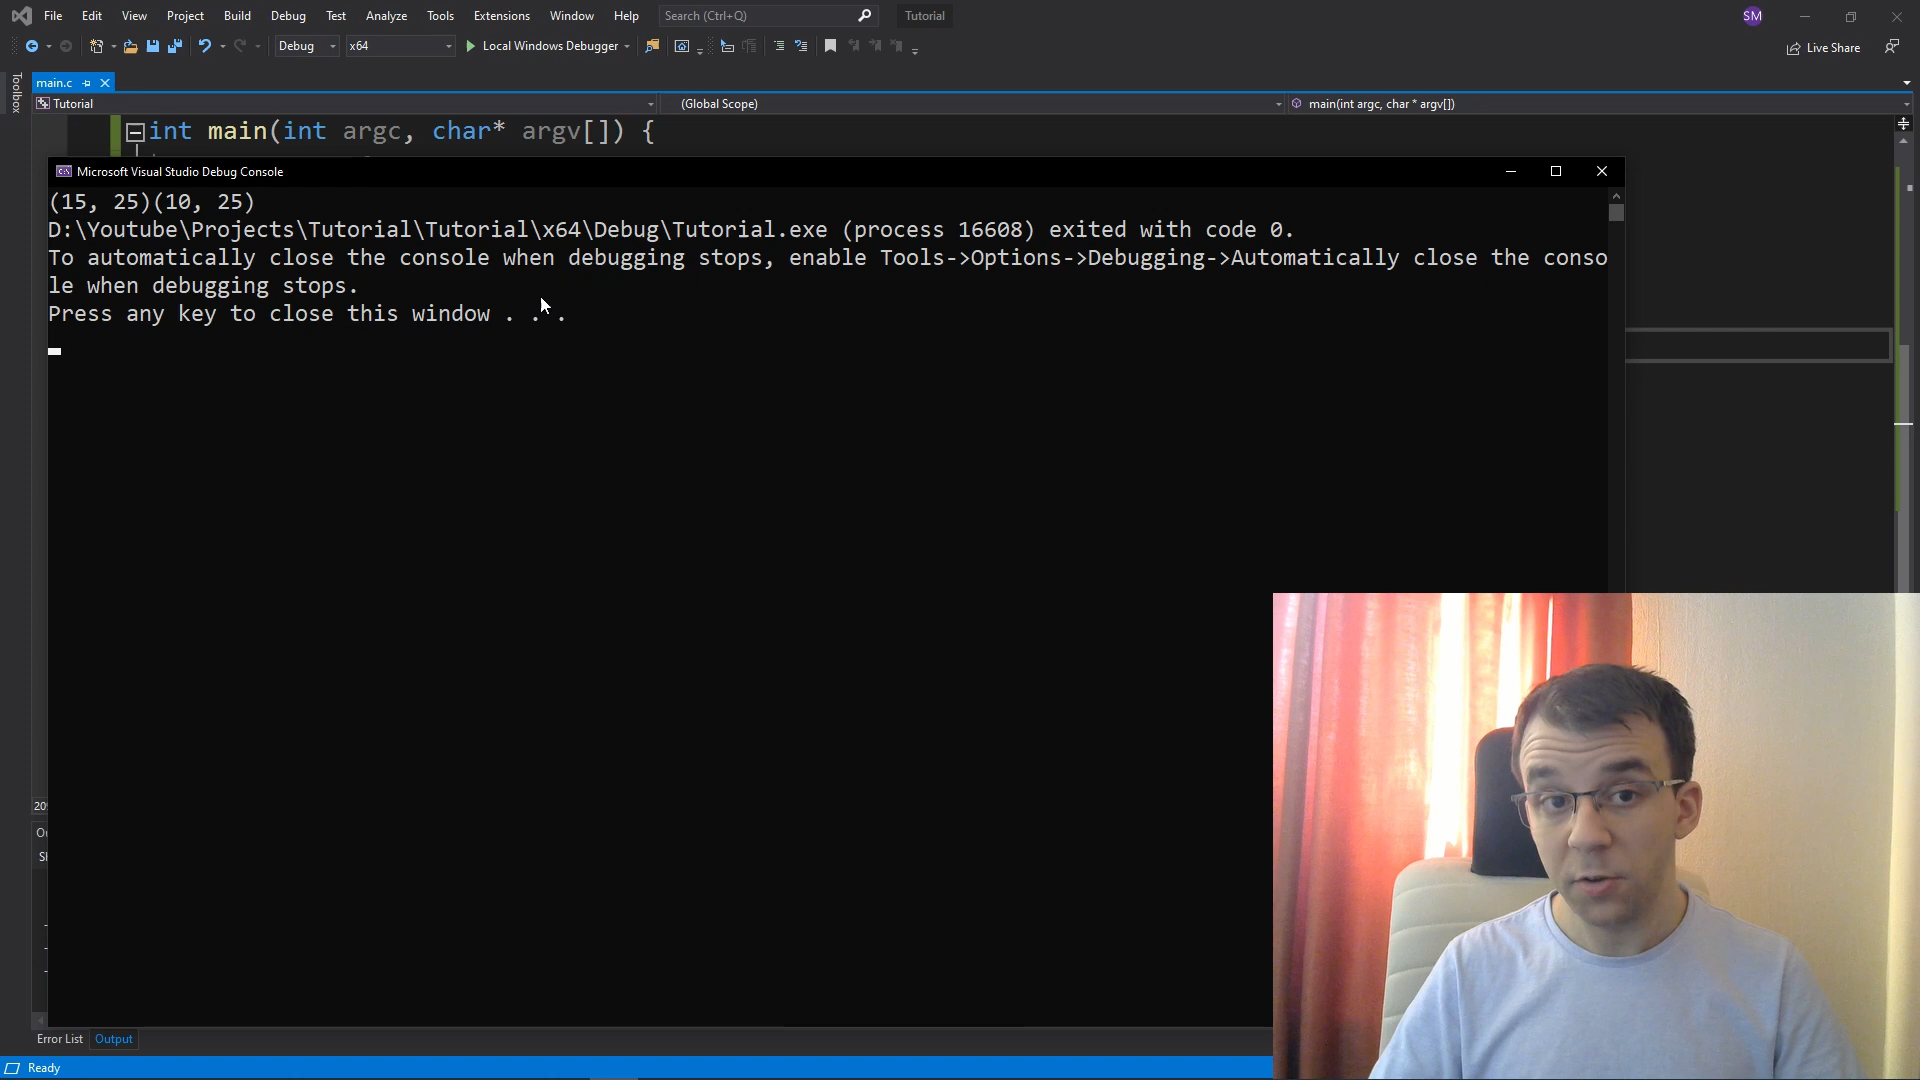 File Edit View Project Build Debug Test Analyze Tools Extensions Window Help Search (Ctrl+Q) Tutorial SM
Debug x64 Local Windows Debugger Live Share
Toolbox
main.c
Tutorial (Global Scope) main(int argc, char * argv[])
int main(int argc, char* argv[]) {
Microsoft Visual Studio Debug Console
(15, 25)(10, 25)
D:\Youtube\Projects\Tutorial\Tutorial\x64\Debug\Tutorial.exe (process 16608) exited with code 0.
To automatically close the console when debugging stops, enable Tools->Options->Debugging->Automatically close the conso
le when debugging stops.
Press any key to close this window . . .
Error List Output
Ready